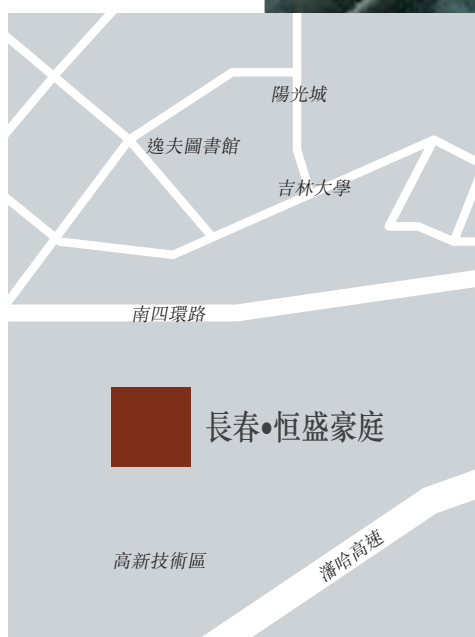 陽光城
逸夫圖書館
吉林大學
南四環路
長春•恒盛豪庭
高新技術區
瀋哈高速